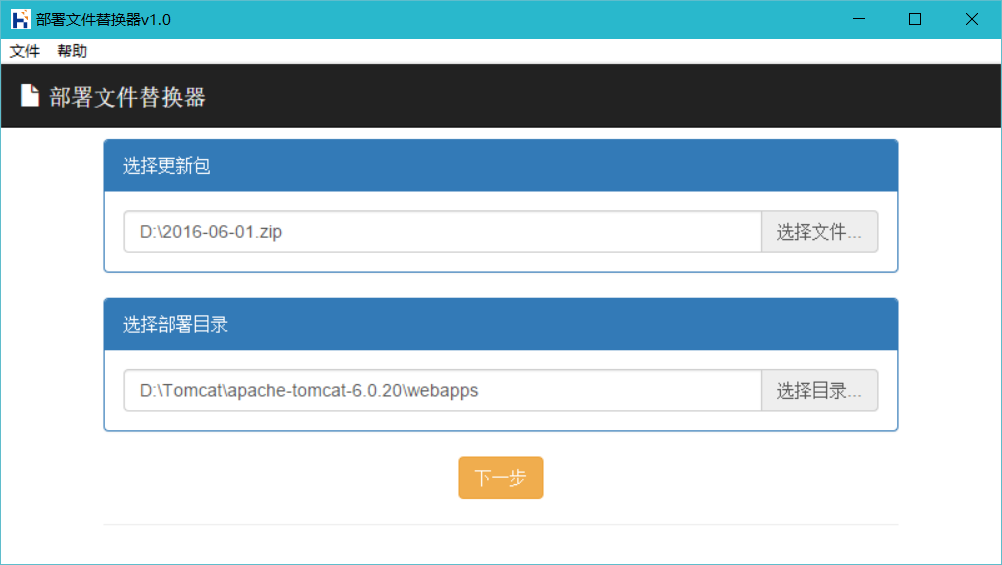 部署文件替换器v1.0
文件 帮助
部署文件替换器
选择更新包
D:\2016-06-01.zip 选择文件...
选择部署目录
D:\Tomcat\apache-tomcat-6.0.20\webapps 选择目录...
下一步